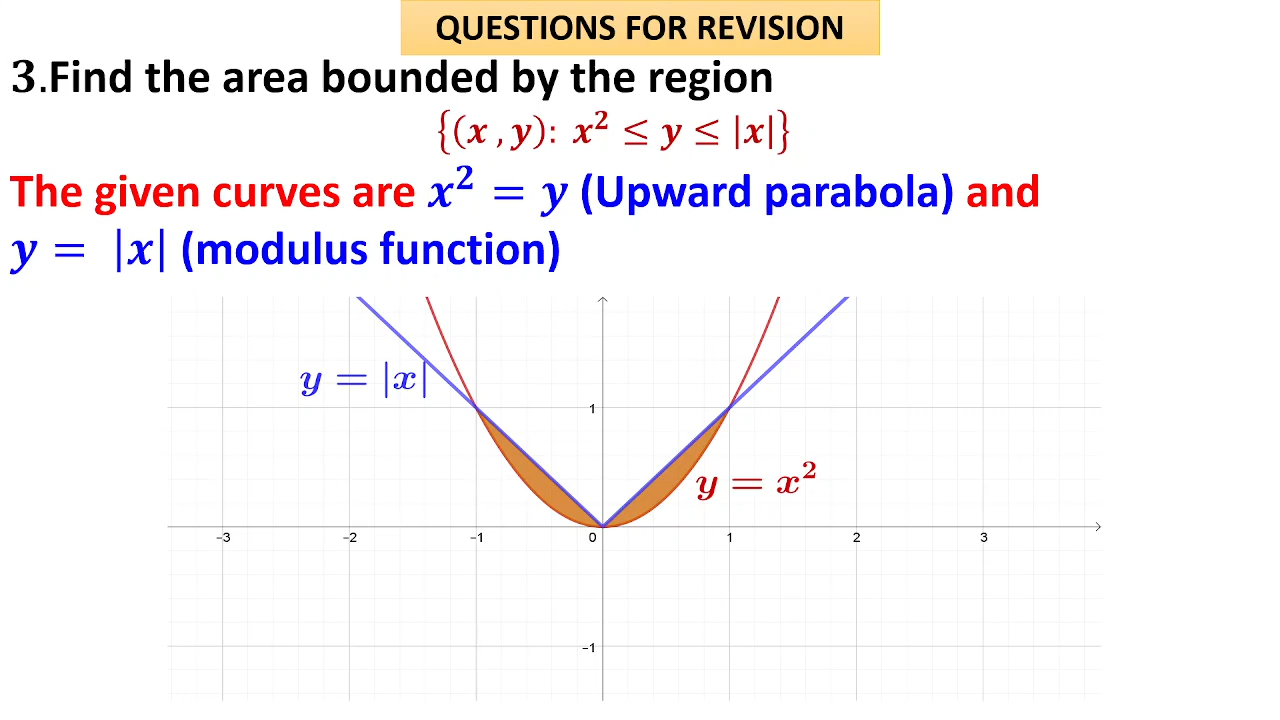 QUESTIONS FOR REVISION
3.Find the area bounded by the region
{(x , y): x² ≤ y ≤ |x|}
The given curves are x² = y (Upward parabola) and
y = |x| (modulus function)
y = |x|
1
y = x²
−3 −2 −1 0 1 2 3
−1